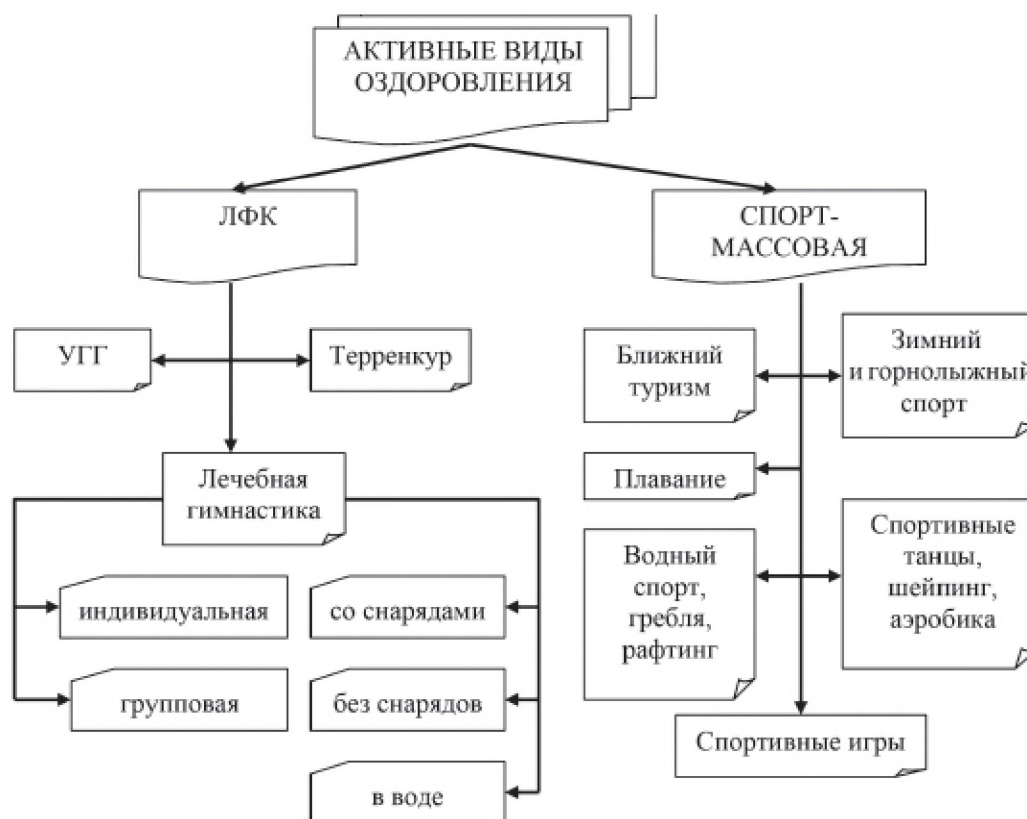 АКТИВНЫЕ ВИДЫ
ОЗДОРОВЛЕНИЯ
ЛФК
СПОРТ-
МАССОВАЯ
УГГ
Терренкур
Ближний
туризм
Зимний
и горнолыжный
спорт
Лечебная
гимнастика
Плавание
Водный
спорт,
гребля,
рафтинг
Спортивные
танцы,
шейпинг,
аэробика
индивидуальная
со снарядами
групповая
без снарядов
Спортивные игры
в воде